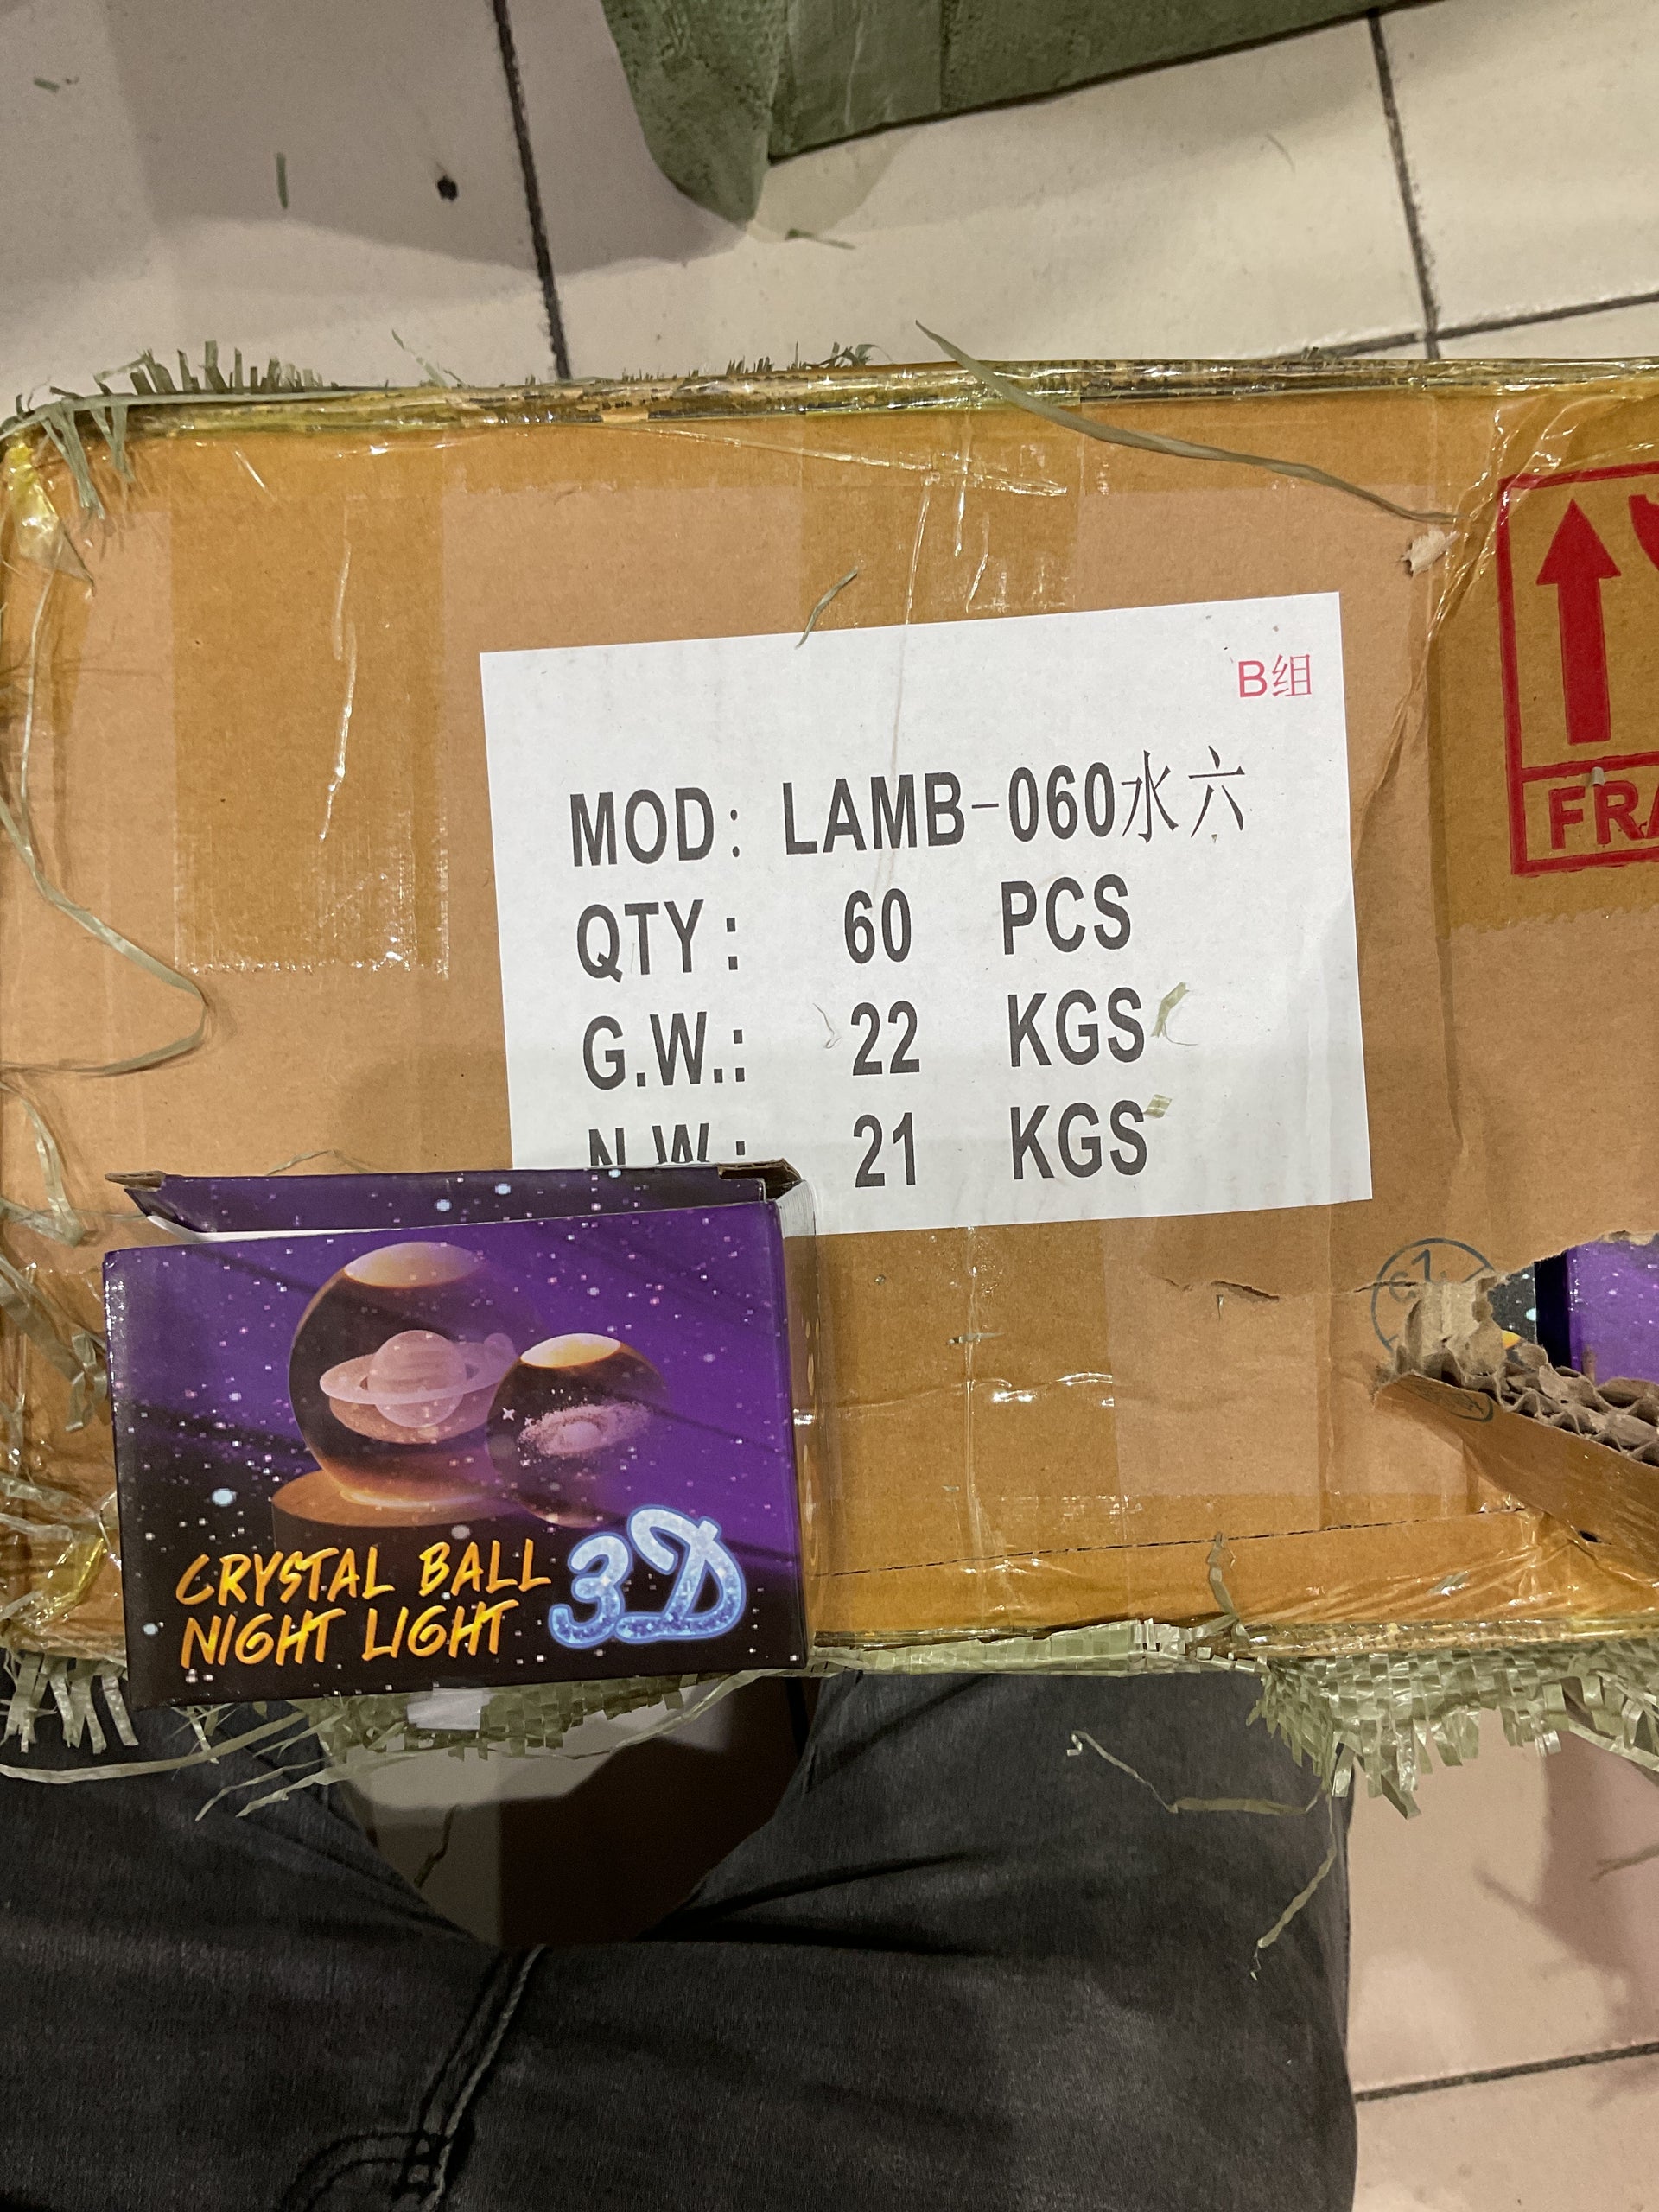 B组
MOD: LAMB-060水六
QTY: 60 PCS
G.W.: 22 KGS
N.W.: 21 KGS
CRYSTAL BALL
NIGHT LIGHT 3D